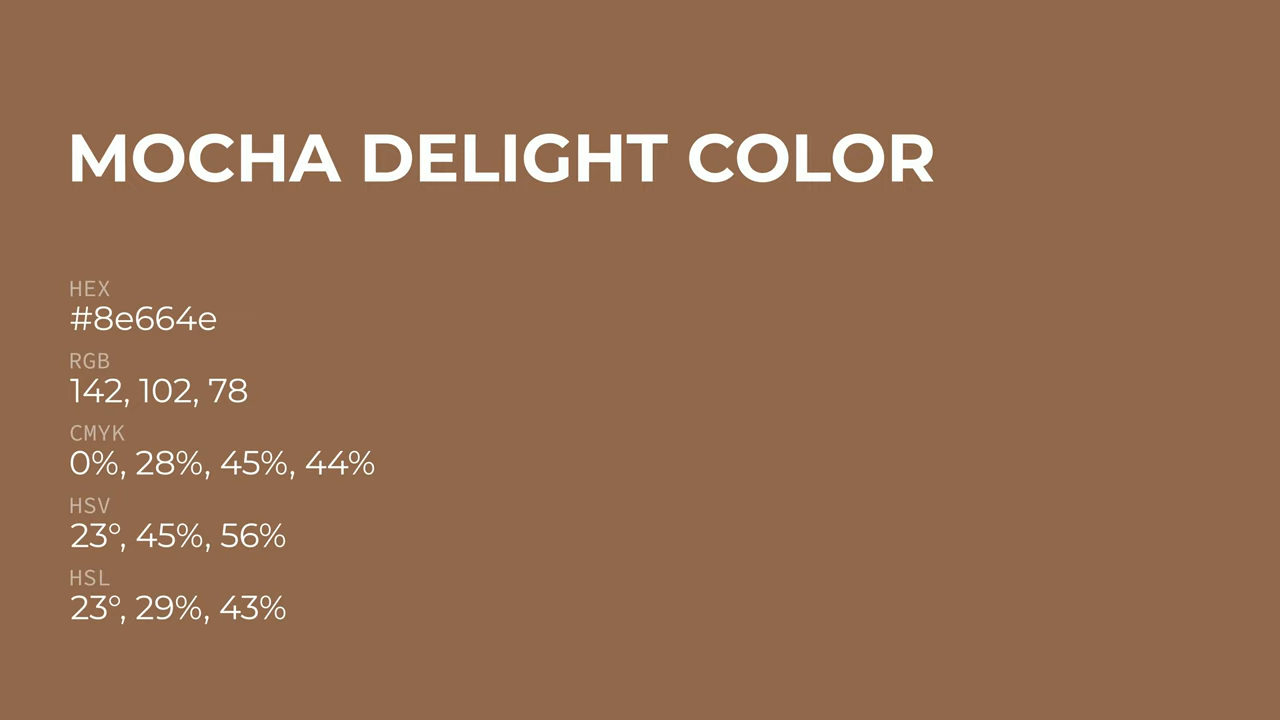 MOCHA DELIGHT COLOR
HEX
#8e664e
RGB
142, 102, 78
CMYK
0%, 28%, 45%, 44%
HSV
23°, 45%, 56%
HSL
23°, 29%, 43%